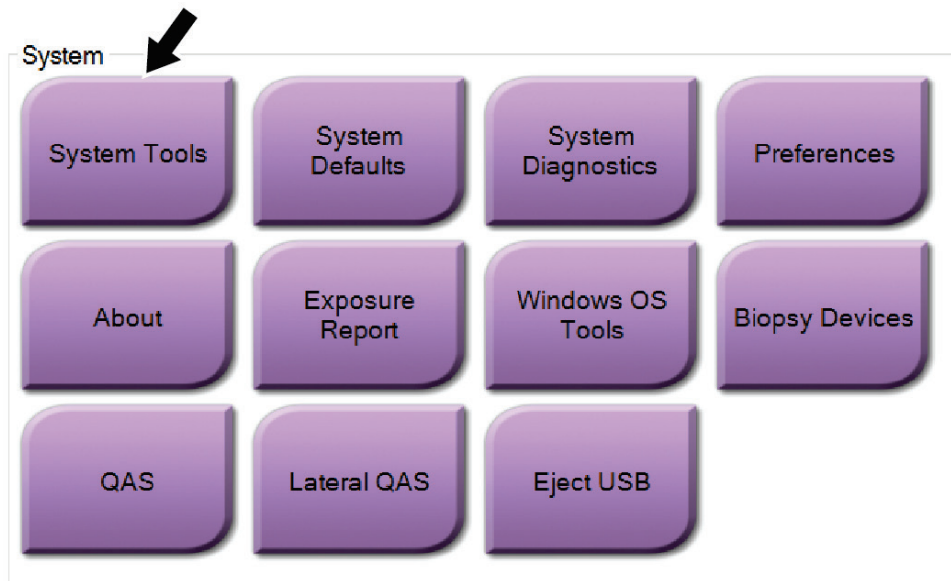 System
System Tools
System
Defaults
System
Diagnostics
Preferences
About
Exposure
Report
Windows OS
Tools
Biopsy Devices
QAS
Lateral QAS
Eject USB